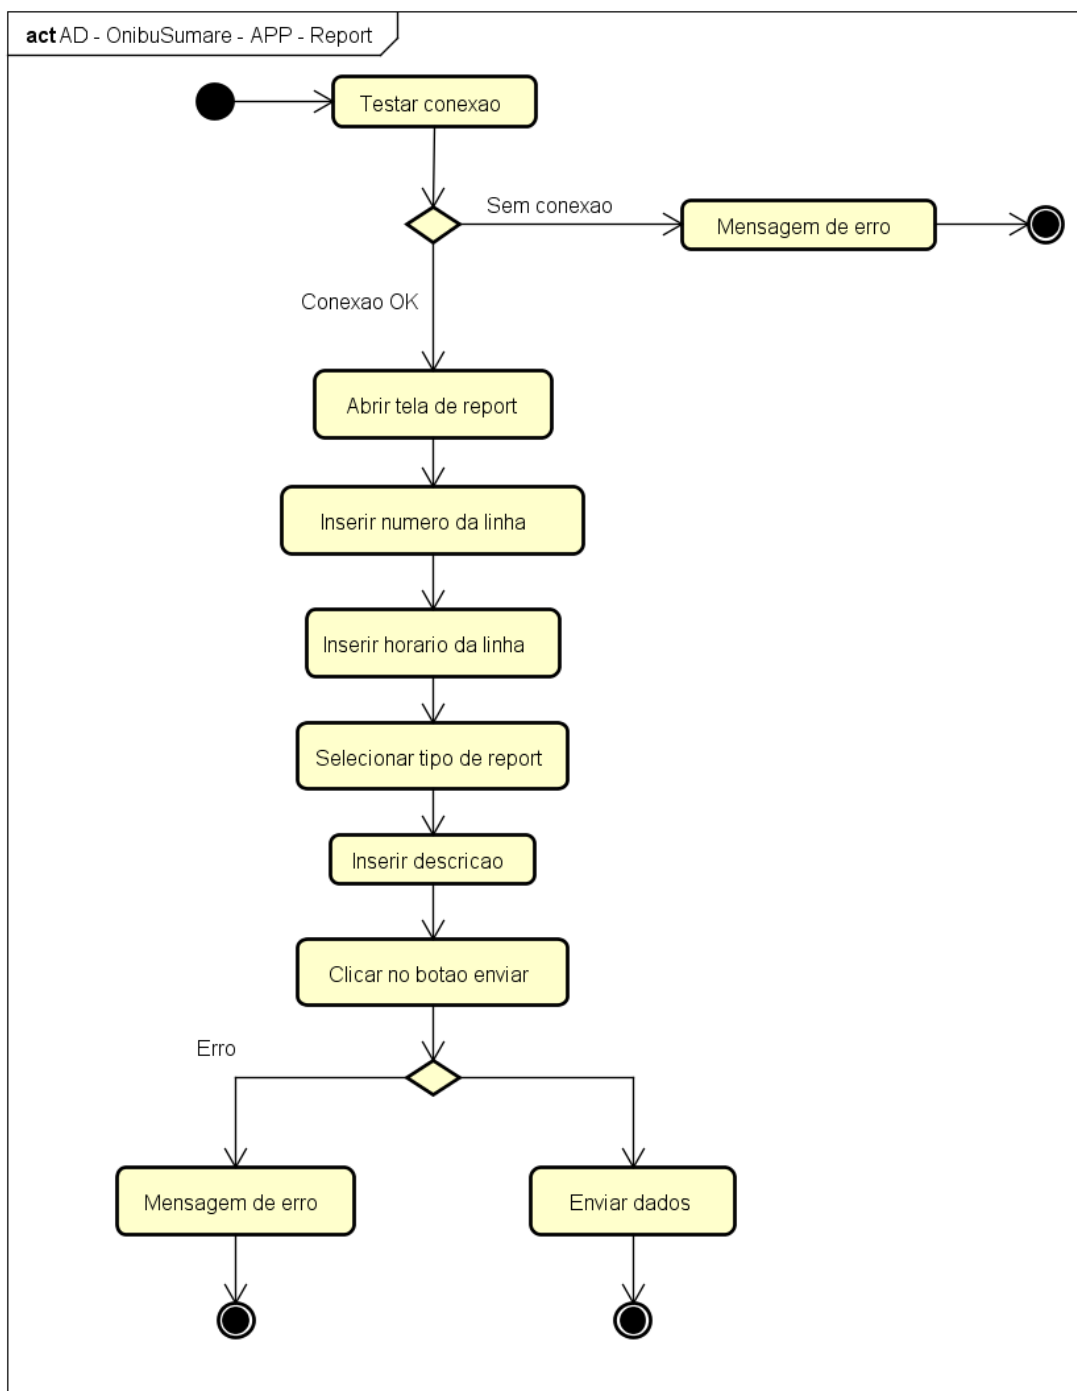 act AD - OnibuSumare - APP - Report
Testar conexao
Sem conexao
Mensagem de erro
Conexao OK
Abrir tela de report
Inserir numero da linha
Inserir horario da linha
Selecionar tipo de report
Inserir descricao
Clicar no botao enviar
Erro
Mensagem de erro
Enviar dados